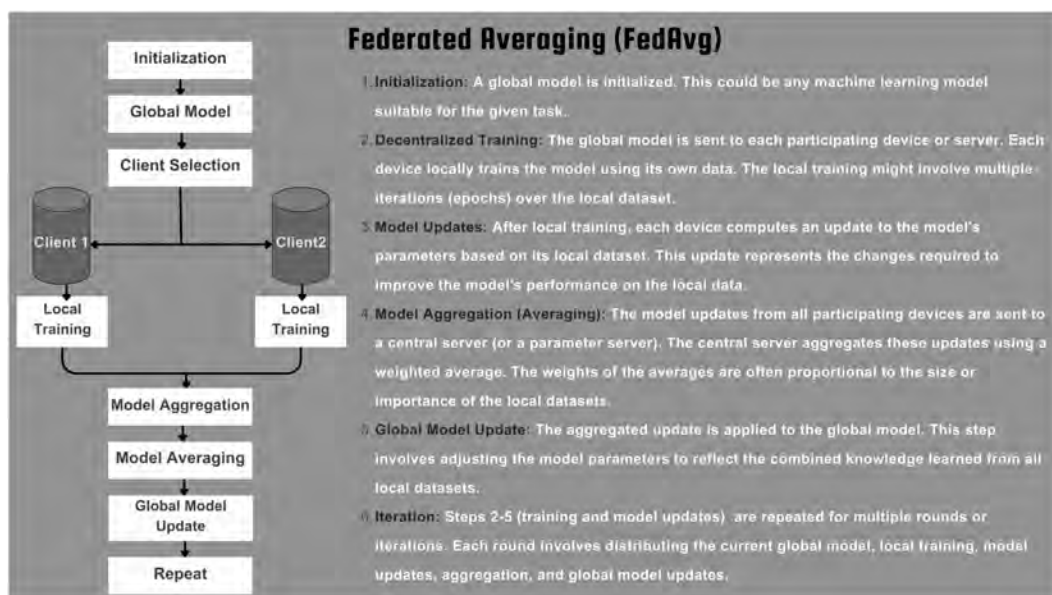 Federated Averaging (FedAvg)
Initialization
Global Model
Client Selection
Client 1
Client2
Local
Training
Local
Training
Model Aggregation
Model Averaging
Global Model
Update
Repeat
1. Initialization: A global model is initialized. This could be any machine learning model
suitable for the given task.
2. Decentralized Training: The global model is sent to each participating device or server. Each
device locally trains the model using its own data. The local training might involve multiple
iterations (epochs) over the local dataset.
3. Model Updates: After local training, each device computes an update to the model's
parameters based on its local dataset. This update represents the changes required to
improve the model's performance on the local data.
4. Model Aggregation (Averaging): The model updates from all participating devices are sent to
a central server (or a parameter server). The central server aggregates these updates using a
weighted average. The weights of the averages are often proportional to the size or
importance of the local datasets.
5. Global Model Update: The aggregated update is applied to the global model. This step
involves adjusting the model parameters to reflect the combined knowledge learned from all
local datasets.
6. Iteration: Steps 2-5 (training and model updates) are repeated for multiple rounds or
iterations. Each round involves distributing the current global model, local training, model
updates, aggregation, and global model updates.